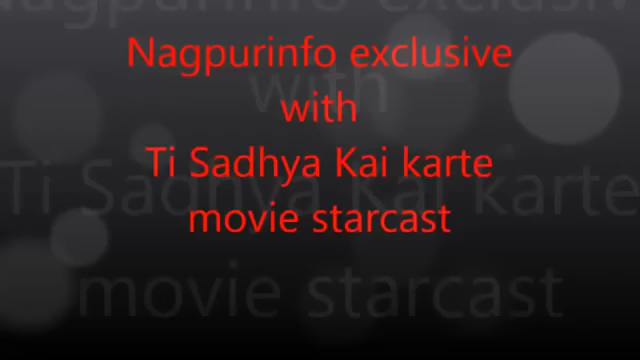 Nagpurinfo exclusive
with
Ti Sadhya Kai karte
movie starcast